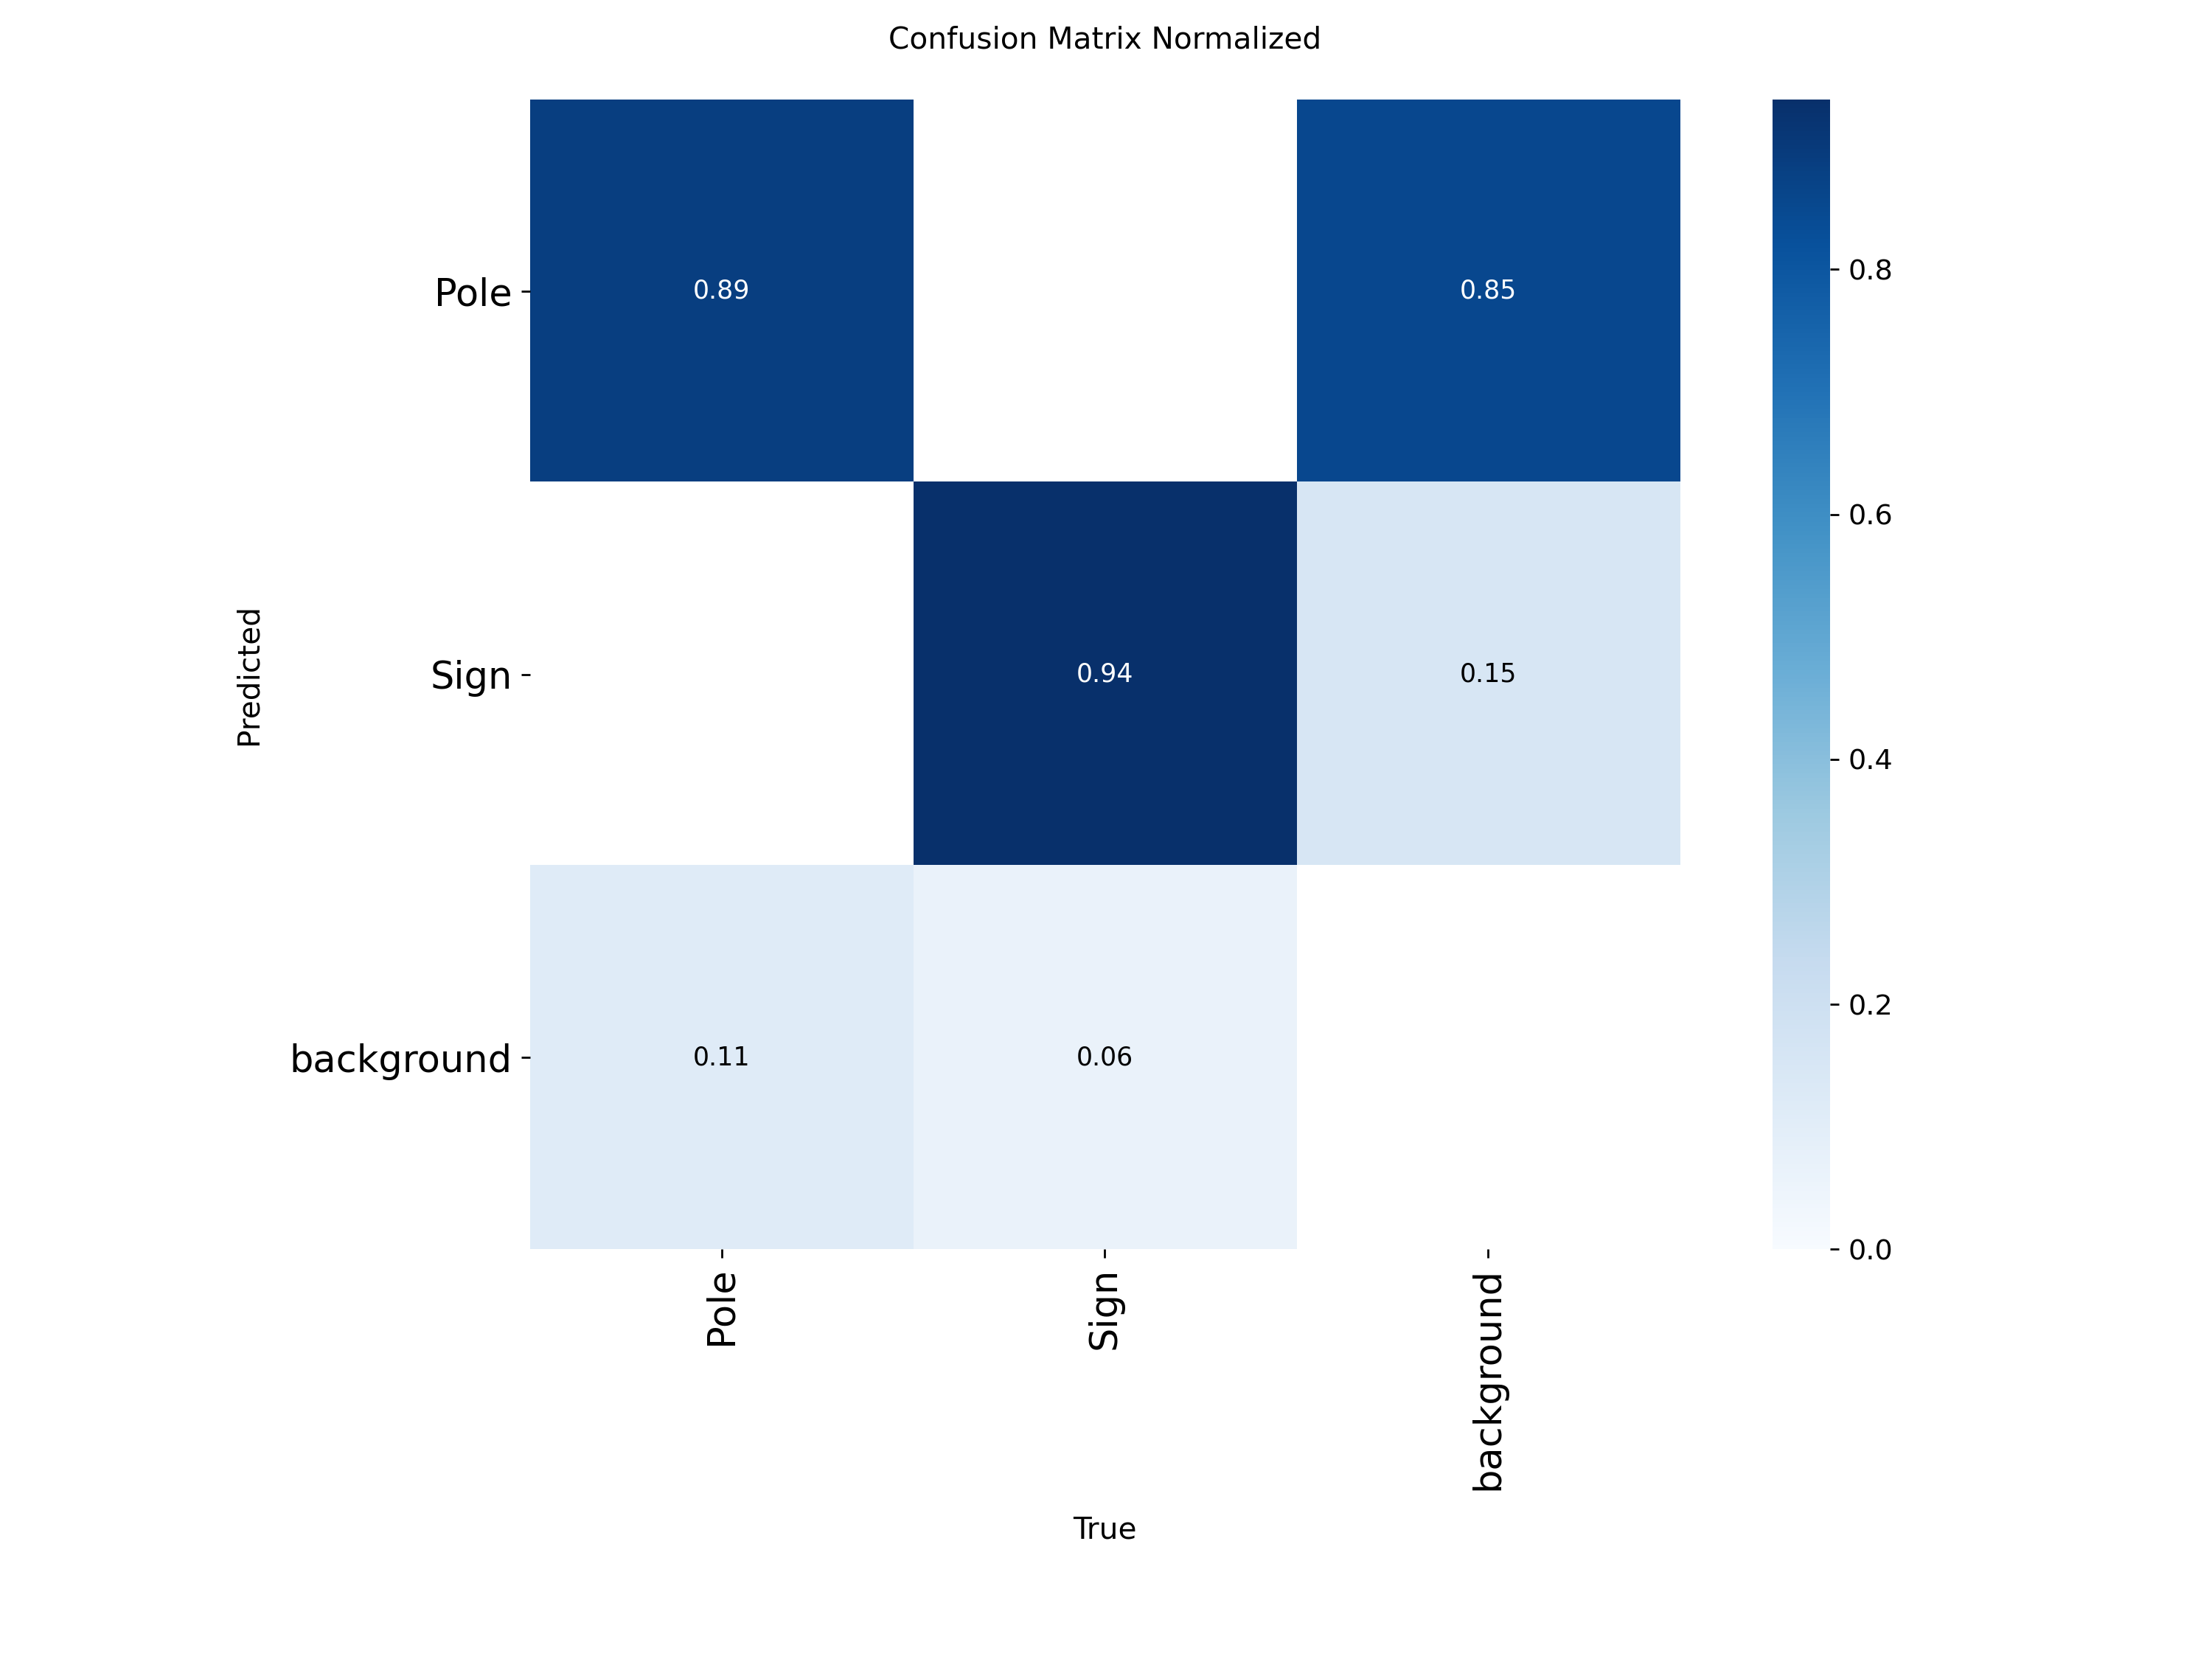 Confusion Matrix Normalized
Pole
0.89
0.85
0.8
0.6
Predicted
Sign
0.94
0.15
0.4
background
0.11
0.06
0.2
0.0
Pole
Sign
background
True